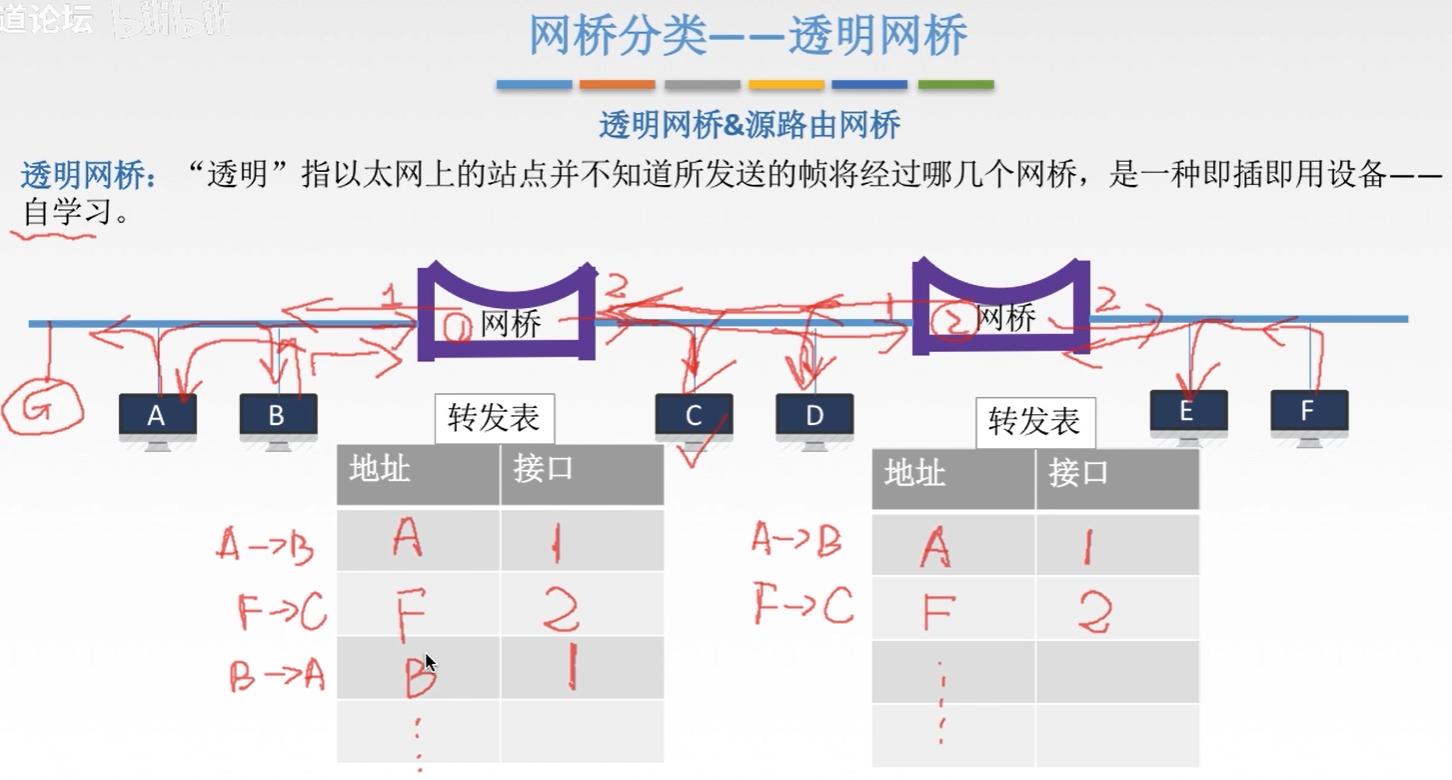 道论坛 bilibili
网桥分类——透明网桥
透明网桥&源路由网桥
透明网桥：“透明”指以太网上的站点并不知道所发送的帧将经过哪几个网桥，是一种即插即用设备——
自学习。
1 ① 网桥 2 1 ② 网桥 2
G A B C D E F
转发表 转发表
地址 接口 地址 接口
A→B A 1 A→B A 1
F→C F 2 F→C F 2
B→A B 1